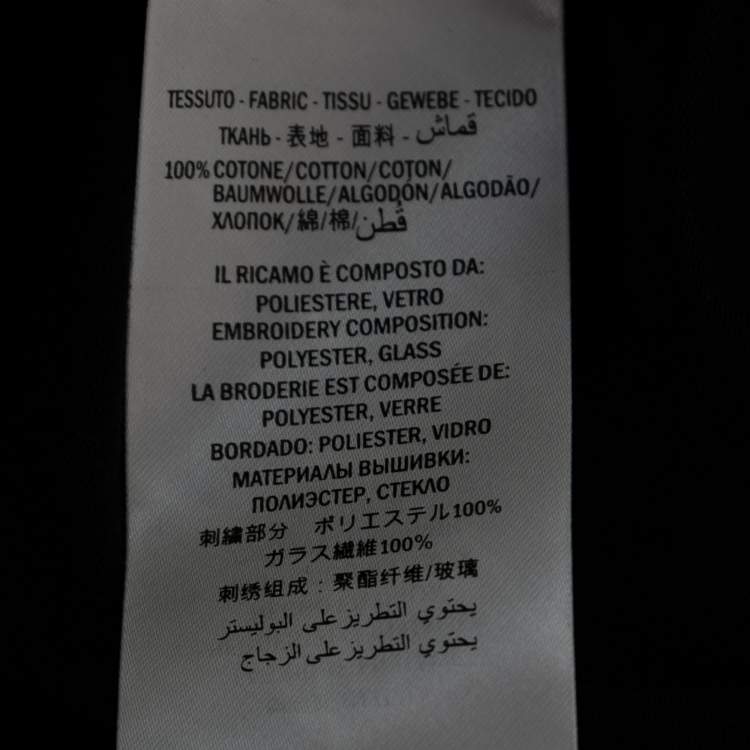 TESSUTO - FABRIC - TISSU - GEWEBE - TECIDO
ТКАНЬ - 表地 - 面料 - قماش
100% COTONE/COTTON/COTON/
BAUMWOLLE/ALGODÓN/ALGODÃO/
ХЛОПОК/綿/棉/قُطن
IL RICAMO È COMPOSTO DA:
POLIESTERE, VETRO
EMBROIDERY COMPOSITION:
POLYESTER, GLASS
LA BRODERIE EST COMPOSÉE DE:
POLYESTER, VERRE
BORDADO: POLIESTER, VIDRO
МАТЕРИАЛЫ ВЫШИВКИ:
ПОЛИЭСТЕР, СТЕКЛО
刺繍部分 ポリエステル100%
ガラス繊維100%
刺绣组成：聚酯纤维/玻璃
يحتوي التطريز على البوليستر
يحتوي التطريز على الزجاج